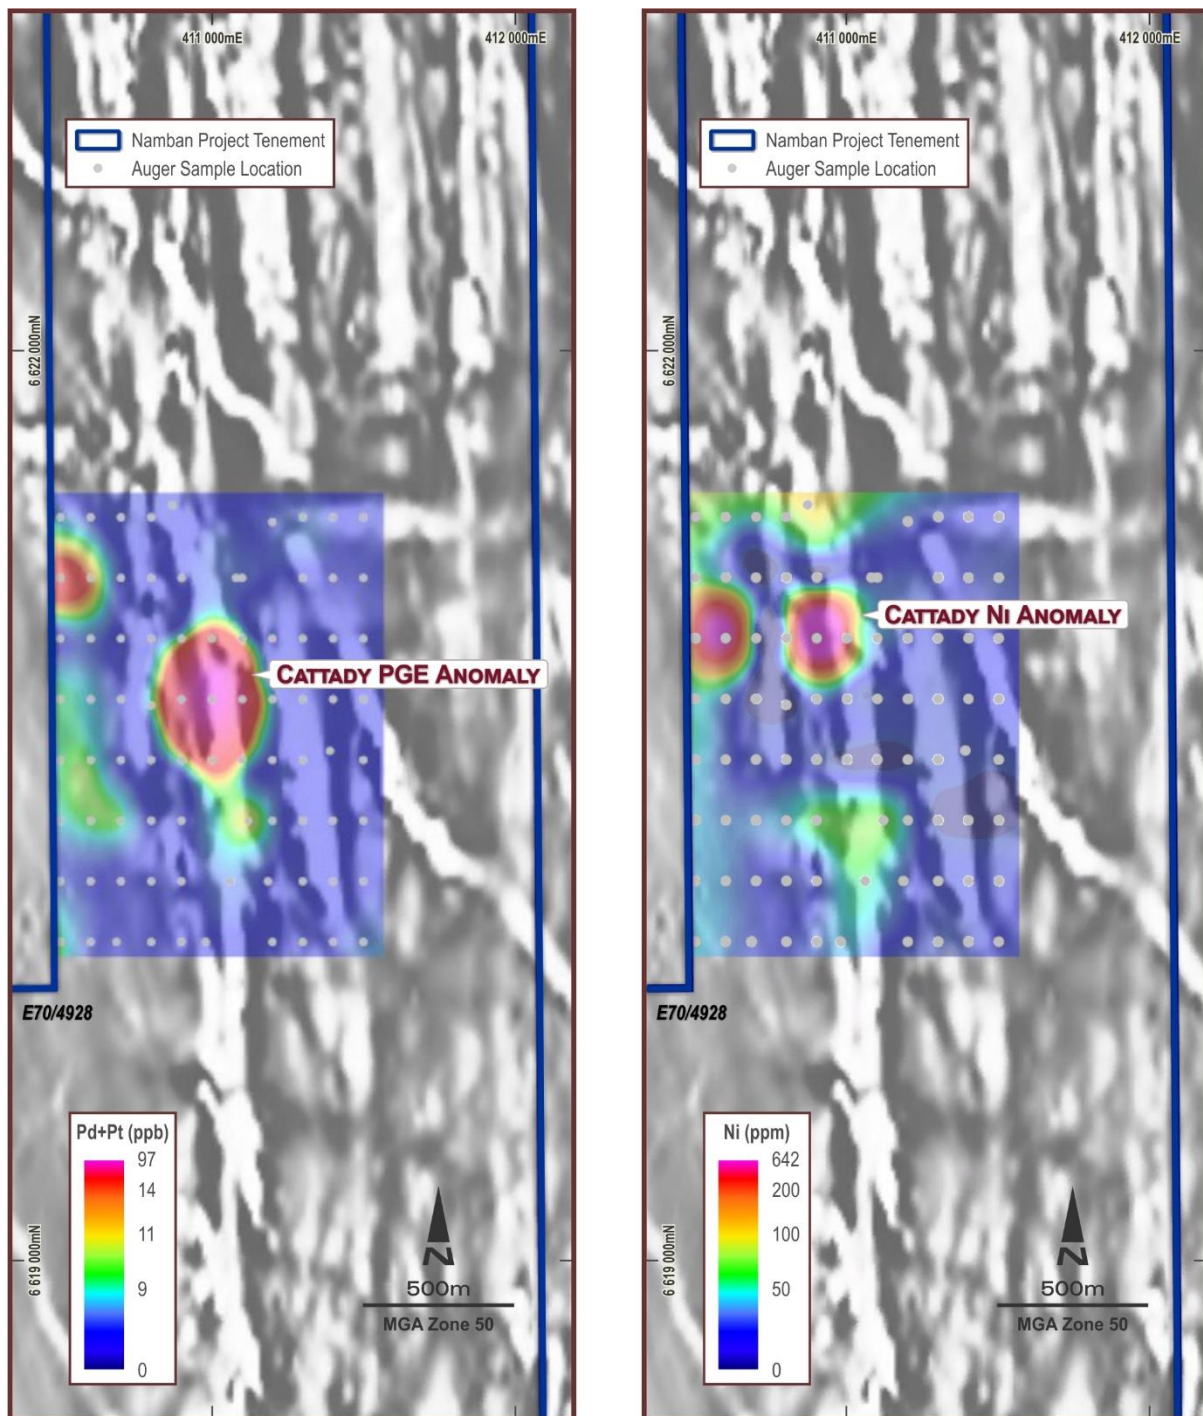 411 000mE
412 000mE
Namban Project Tenement
Auger Sample Location
6 622 000mN
CATTADY PGE ANOMALY
E70/4928
Pd+Pt (ppb)
97
14
11
9
0
6 619 000mN
N
500m
MGA Zone 50
411 000mE
412 000mE
Namban Project Tenement
Auger Sample Location
6 622 000mN
CATTADY NI ANOMALY
E70/4928
Ni (ppm)
642
200
100
50
0
6 619 000mN
N
500m
MGA Zone 50